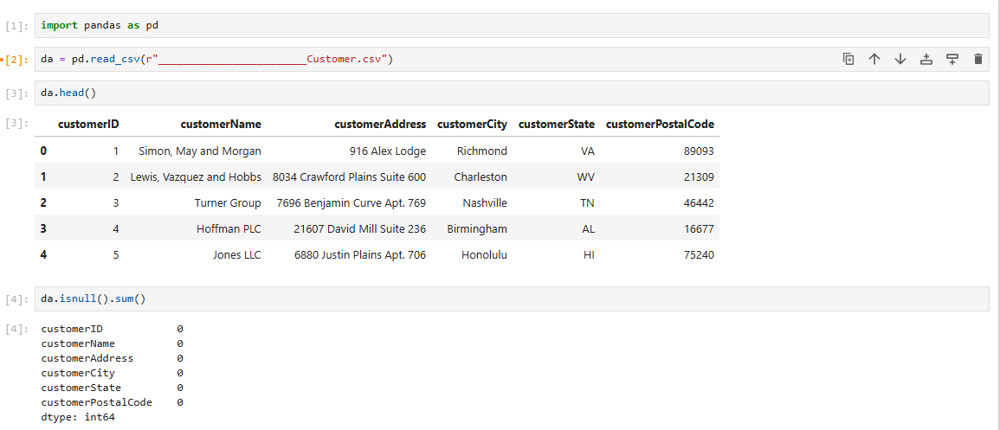 [1]: import pandas as pd
[2]: da = pd.read_csv(r"________________________Customer.csv")
[3]: da.head()
[3]: customerID customerName customerAddress customerCity customerState customerPostalCode
0 1 Simon, May and Morgan 916 Alex Lodge Richmond VA 89093
1 2 Lewis, Vazquez and Hobbs 8034 Crawford Plains Suite 600 Charleston WV 21309
2 3 Turner Group 7696 Benjamin Curve Apt. 769 Nashville TN 46442
3 4 Hoffman PLC 21607 David Mill Suite 236 Birmingham AL 16677
4 5 Jones LLC 6880 Justin Plains Apt. 706 Honolulu HI 75240
[4]: da.isnull().sum()
[4]: customerID 0
customerName 0
customerAddress 0
customerCity 0
customerState 0
customerPostalCode 0
dtype: int64